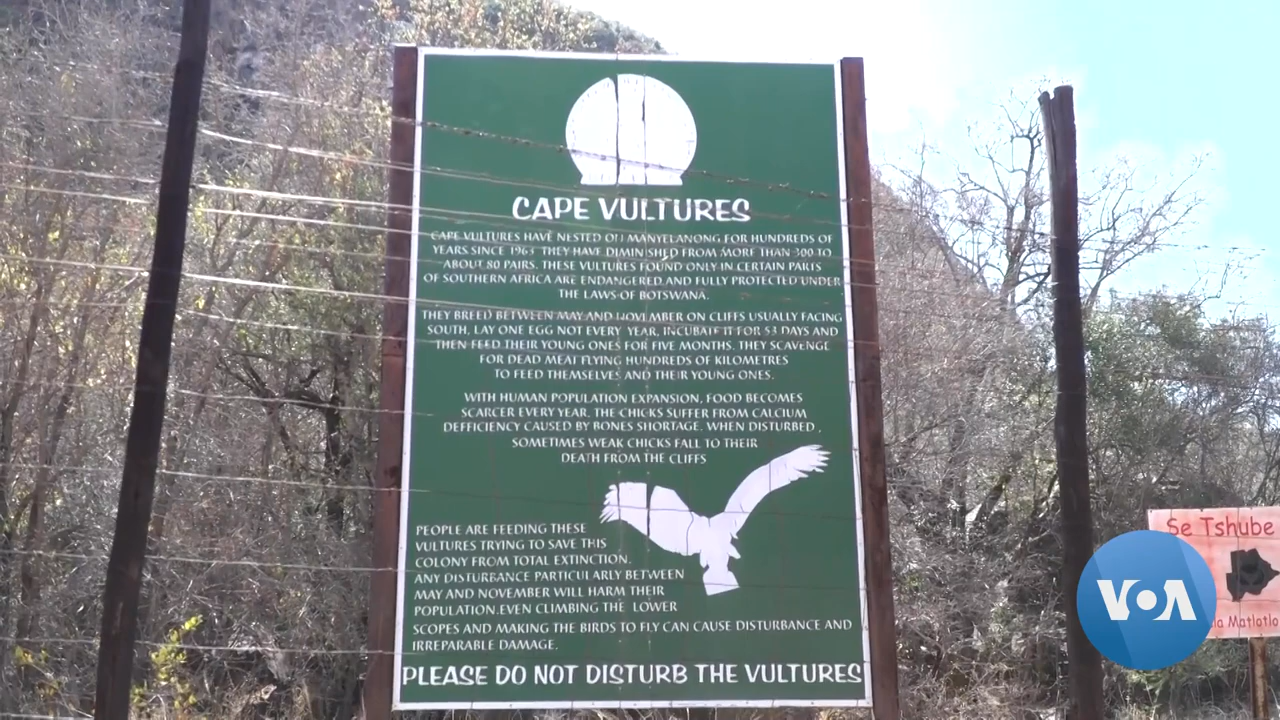 CAPE VULTURES
CAPE VULTURES HAVE NESTED ON MANYELANONG FOR HUNDREDS OF
YEARS. SINCE 1963 THEY HAVE DIMINISHED FROM MORE THAN 300 TO
ABOUT 80 PAIRS. THESE VULTURES FOUND ONLY IN CERTAIN PARTS
OF SOUTHERN AFRICA ARE ENDANGERED AND FULLY PROTECTED UNDER
THE LAWS OF BOTSWANA.
THEY BREED BETWEEN MAY AND NOVEMBER ON CLIFFS USUALLY FACING
SOUTH, LAY ONE EGG NOT EVERY YEAR, INCUBATE IT FOR 53 DAYS AND
THEN FEED THEIR YOUNG ONES FOR FIVE MONTHS. THEY SCAVENGE
FOR DEAD MEAT FLYING HUNDREDS OF KILOMETRES
TO FEED THEMSELVES AND THEIR YOUNG ONES.
WITH HUMAN POPULATION EXPANSION, FOOD BECOMES
SCARCER EVERY YEAR. THE CHICKS SUFFER FROM CALCIUM
DEFFICIENCY CAUSED BY BONES SHORTAGE. WHEN DISTURBED,
SOMETIMES WEAK CHICKS FALL TO THEIR
DEATH FROM THE CLIFFS
PEOPLE ARE FEEDING THESE
VULTURES TRYING TO SAVE THIS
COLONY FROM TOTAL EXTINCTION.
ANY DISTURBANCE PARTICULARLY BETWEEN
MAY AND NOVEMBER WILL HARM THEIR
POPULATION.EVEN CLIMBING THE LOWER
SCOPES AND MAKING THE BIRDS TO FLY CAN CAUSE DISTURBANCE AND
IRREPARABLE DAMAGE.
PLEASE DO NOT DISTURB THE VULTURES
Se Tshube
Matlotlo
VOA